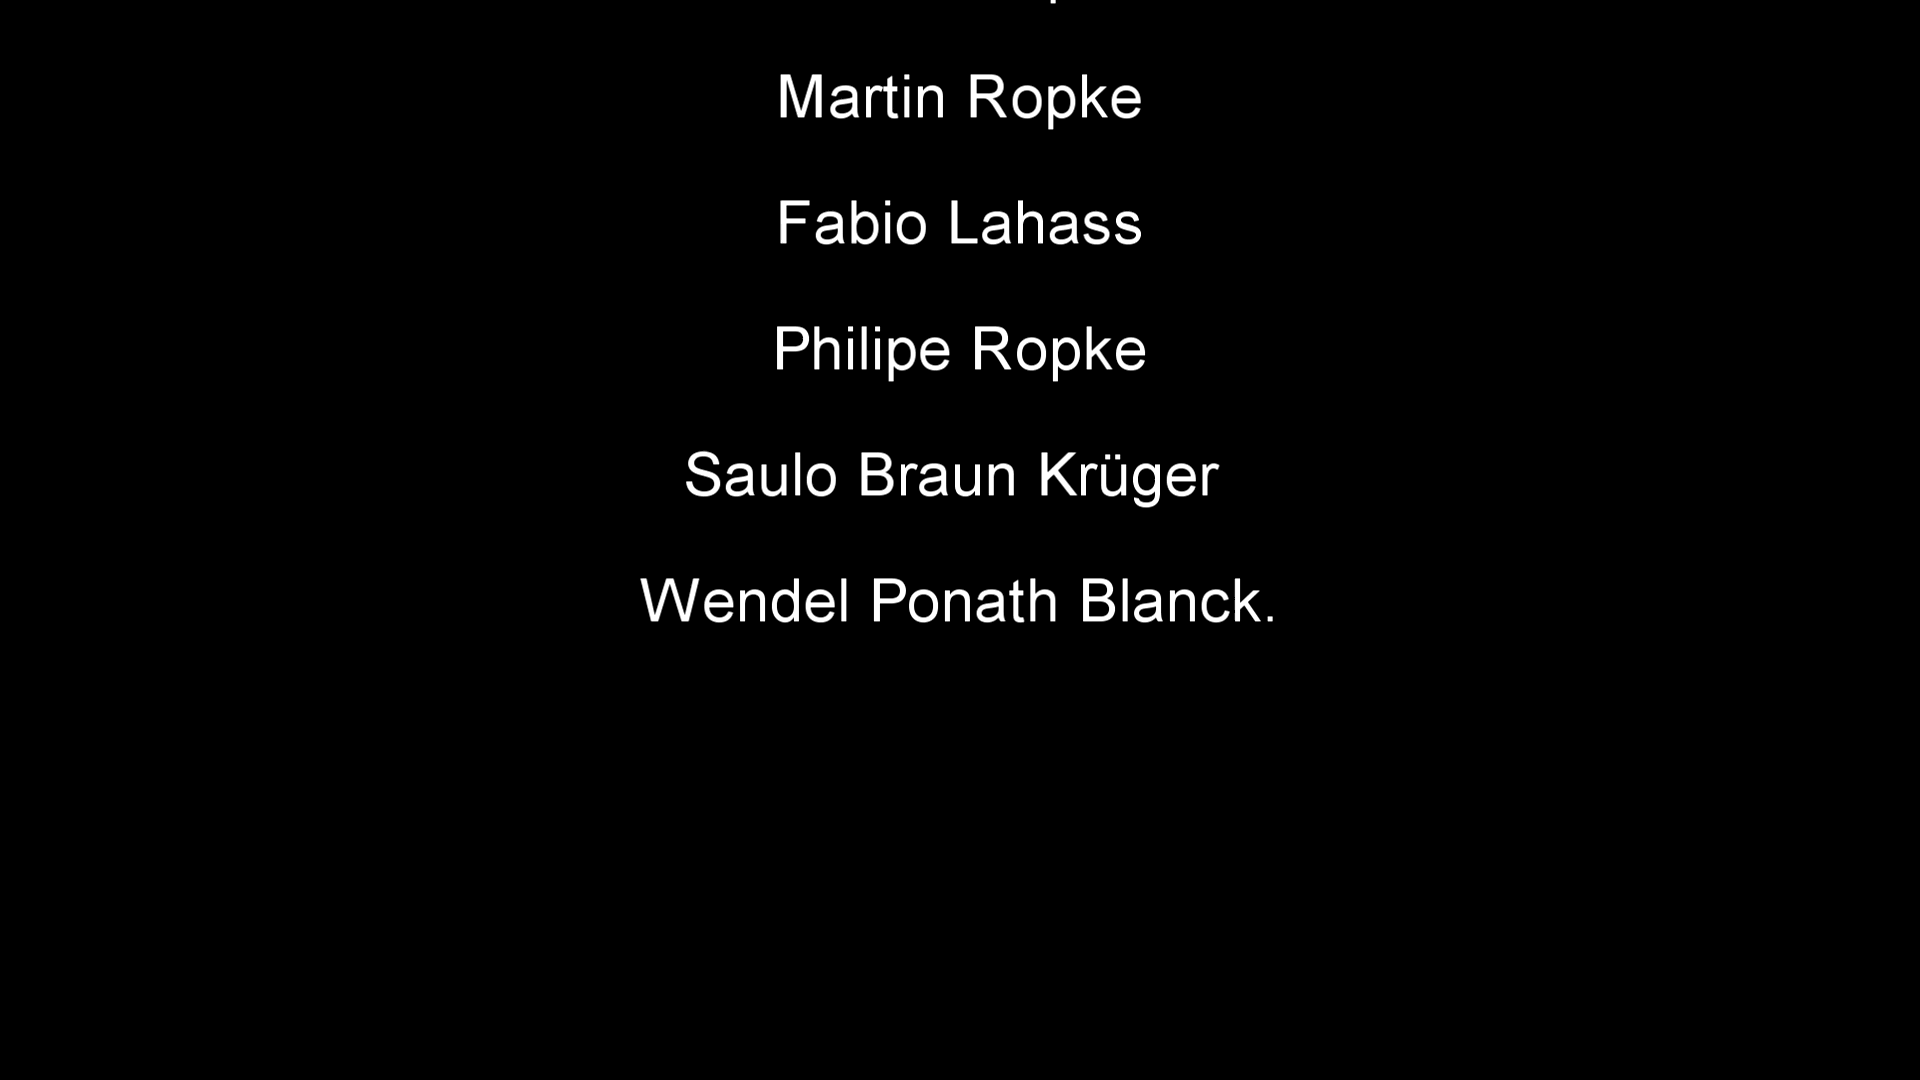 Martin Ropke
Fabio Lahass
Philipe Ropke
Saulo Braun Krüger
Wendel Ponath Blanck.